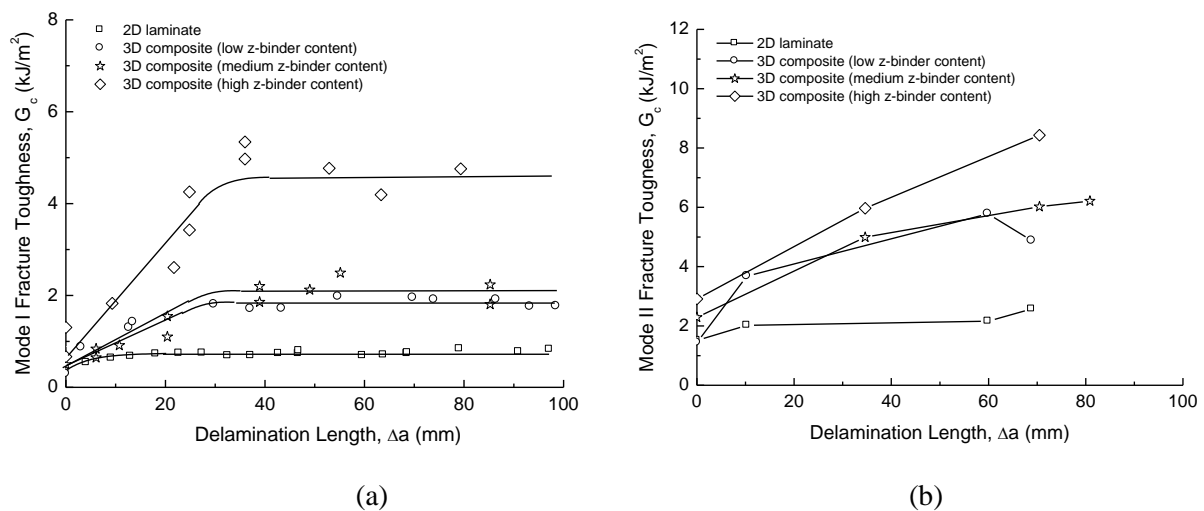 8
6
4
2
0
Mode I Fracture Toughness, Gc (kJ/m²)
2D laminate
3D composite (low z-binder content)
3D composite (medium z-binder content)
3D composite (high z-binder content)
0 20 40 60 80 100
Delamination Length, Δa (mm)
(a)
12
10
8
6
4
2
0
Mode II Fracture Tougness, Gc (kJ/m²)
2D laminate
3D composite (low z-binder content)
3D composite (medium z-binder content)
3D composite (high z-binder content)
0 20 40 60 80 100
Delamination Length, Δa (mm)
(b)